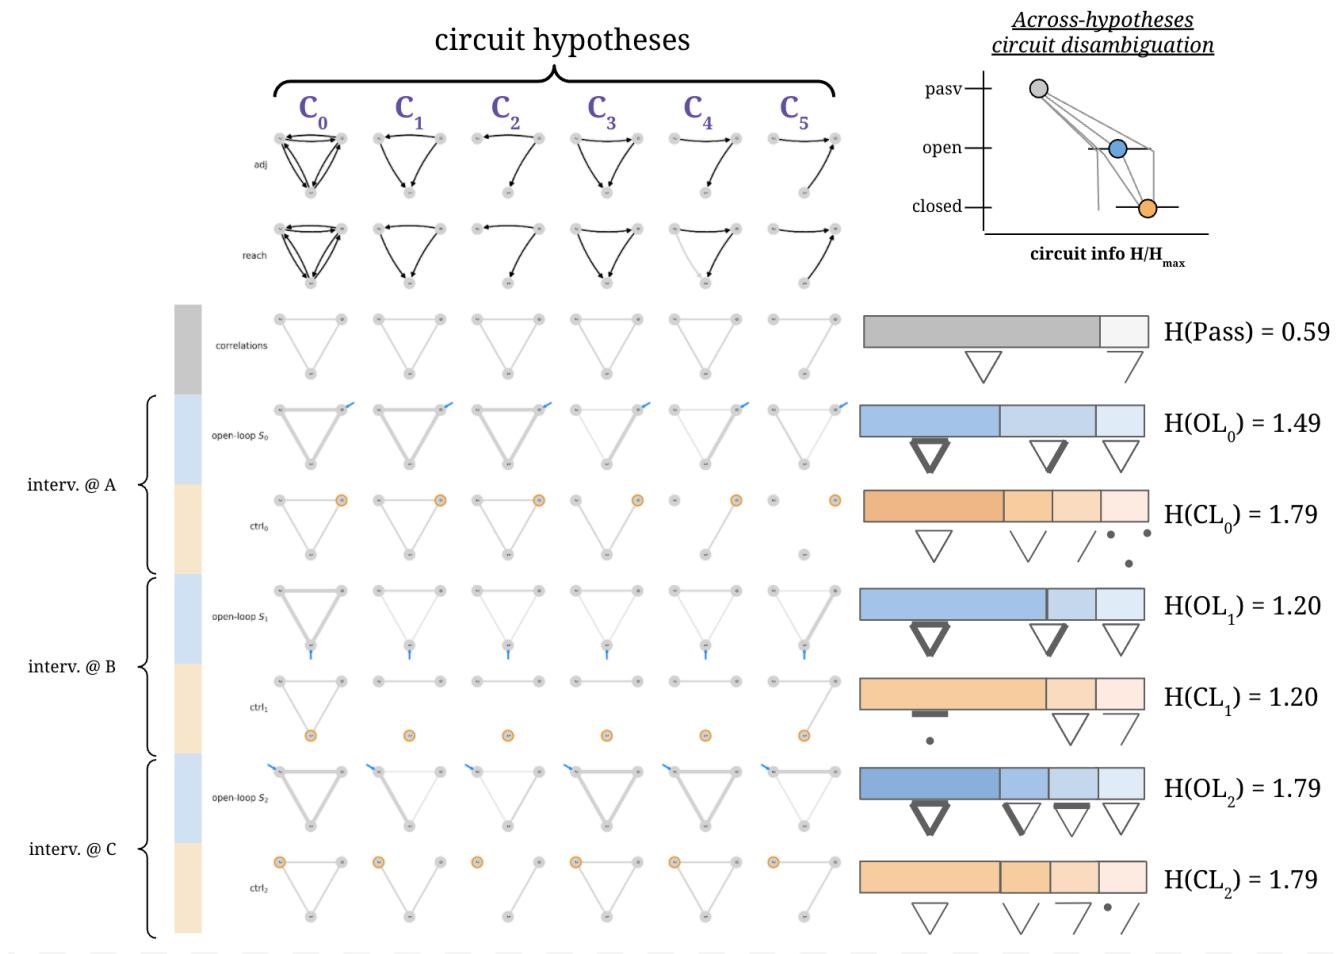 circuit hypotheses
Across-hypotheses
circuit disambiguation
C0 C1 C2 C3 C4 C5
pasv
open
closed
circuit info H/Hmax
adj
reach
correlations
H(Pass) = 0.59
open-loop S0
H(OL0) = 1.49
interv. @ A
ctrl0
H(CL0) = 1.79
open-loop S1
H(OL1) = 1.20
interv. @ B
ctrl1
H(CL1) = 1.20
open-loop S2
H(OL2) = 1.79
interv. @ C
ctrl2
H(CL2) = 1.79